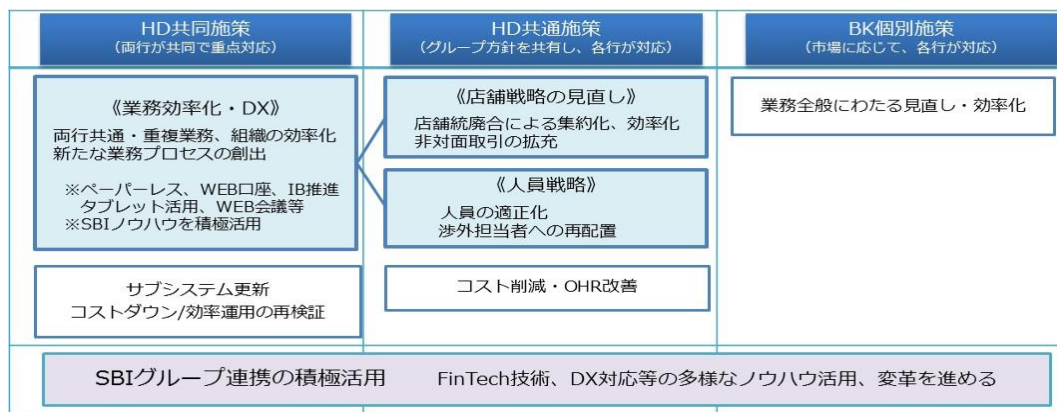 HD共同施策
(両行が共同で重点対応)
HD共通施策
(グループ方針を共有し、各行が対応)
BK個別施策
(市場に応じて、各行が対応)
《業務効率化・DX》
両行共通・重複業務、組織の効率化
新たな業務プロセスの創出
※ペーパーレス、WEB口座、IB推進
タブレット活用、WEB会議等
※SBIノウハウを積極活用
サブシステム更新
コストダウン/効率運用の再検証
《店舗戦略の見直し》
店舗統廃合による集約化、効率化
非対面取引の拡充
《人員戦略》
人員の適正化
渉外担当者への再配置
コスト削減・OHR改善
業務全般にわたる見直し・効率化
SBIグループ連携の積極活用 FinTech技術、DX対応等の多様なノウハウ活用、変革を進める